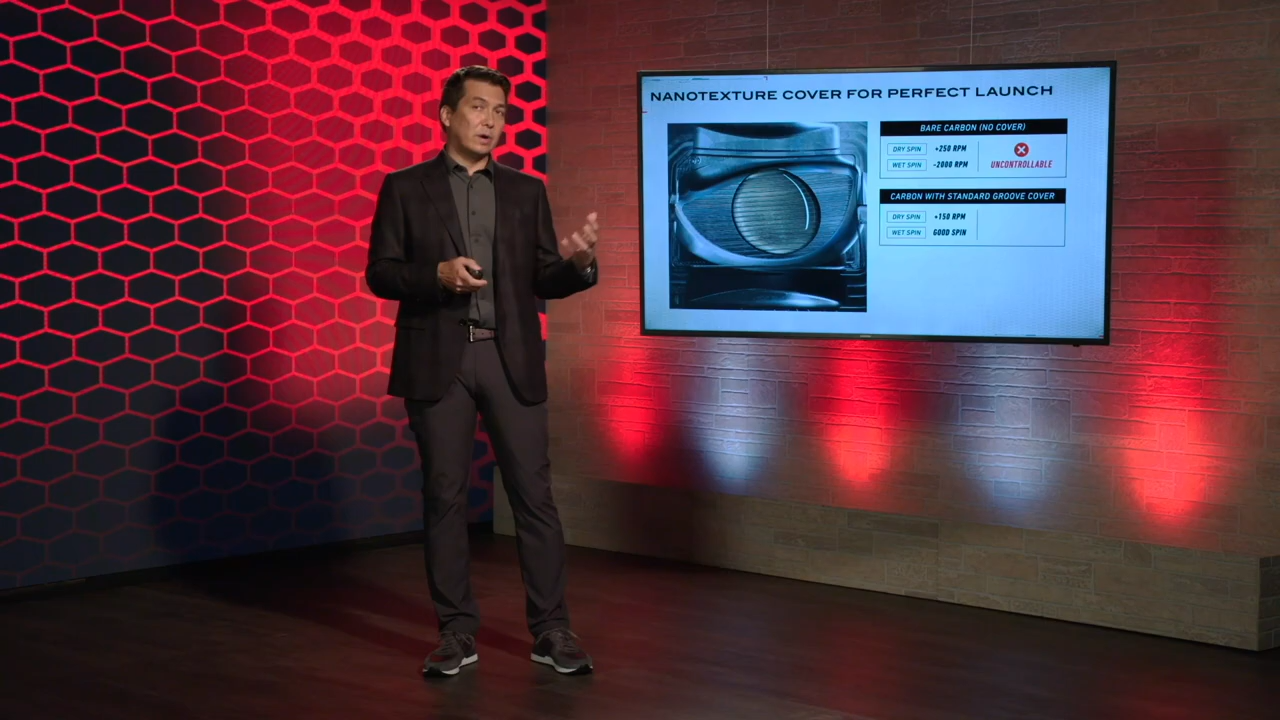 NANOTEXTURE COVER FOR PERFECT LAUNCH
BARE CARBON (NO COVER)
DRY SPIN +250 RPM
WET SPIN -2000 RPM
UNCONTROLLABLE
CARBON WITH STANDARD GROOVE COVER
DRY SPIN +150 RPM
WET SPIN GOOD SPIN